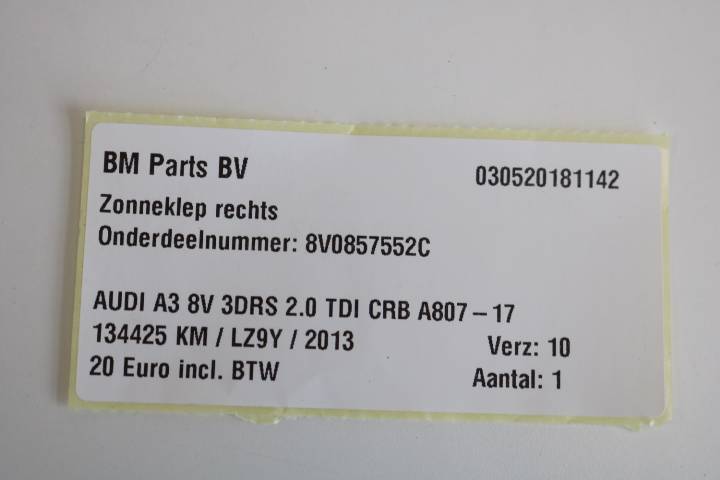 BM Parts BV 030520181142
Zonneklep rechts
Onderdeelnummer: 8V0857552C
AUDI A3 8V 3DRS 2.0 TDI CRB A807 – 17
134425 KM / LZ9Y / 2013 Verz: 10
20 Euro incl. BTW Aantal: 1